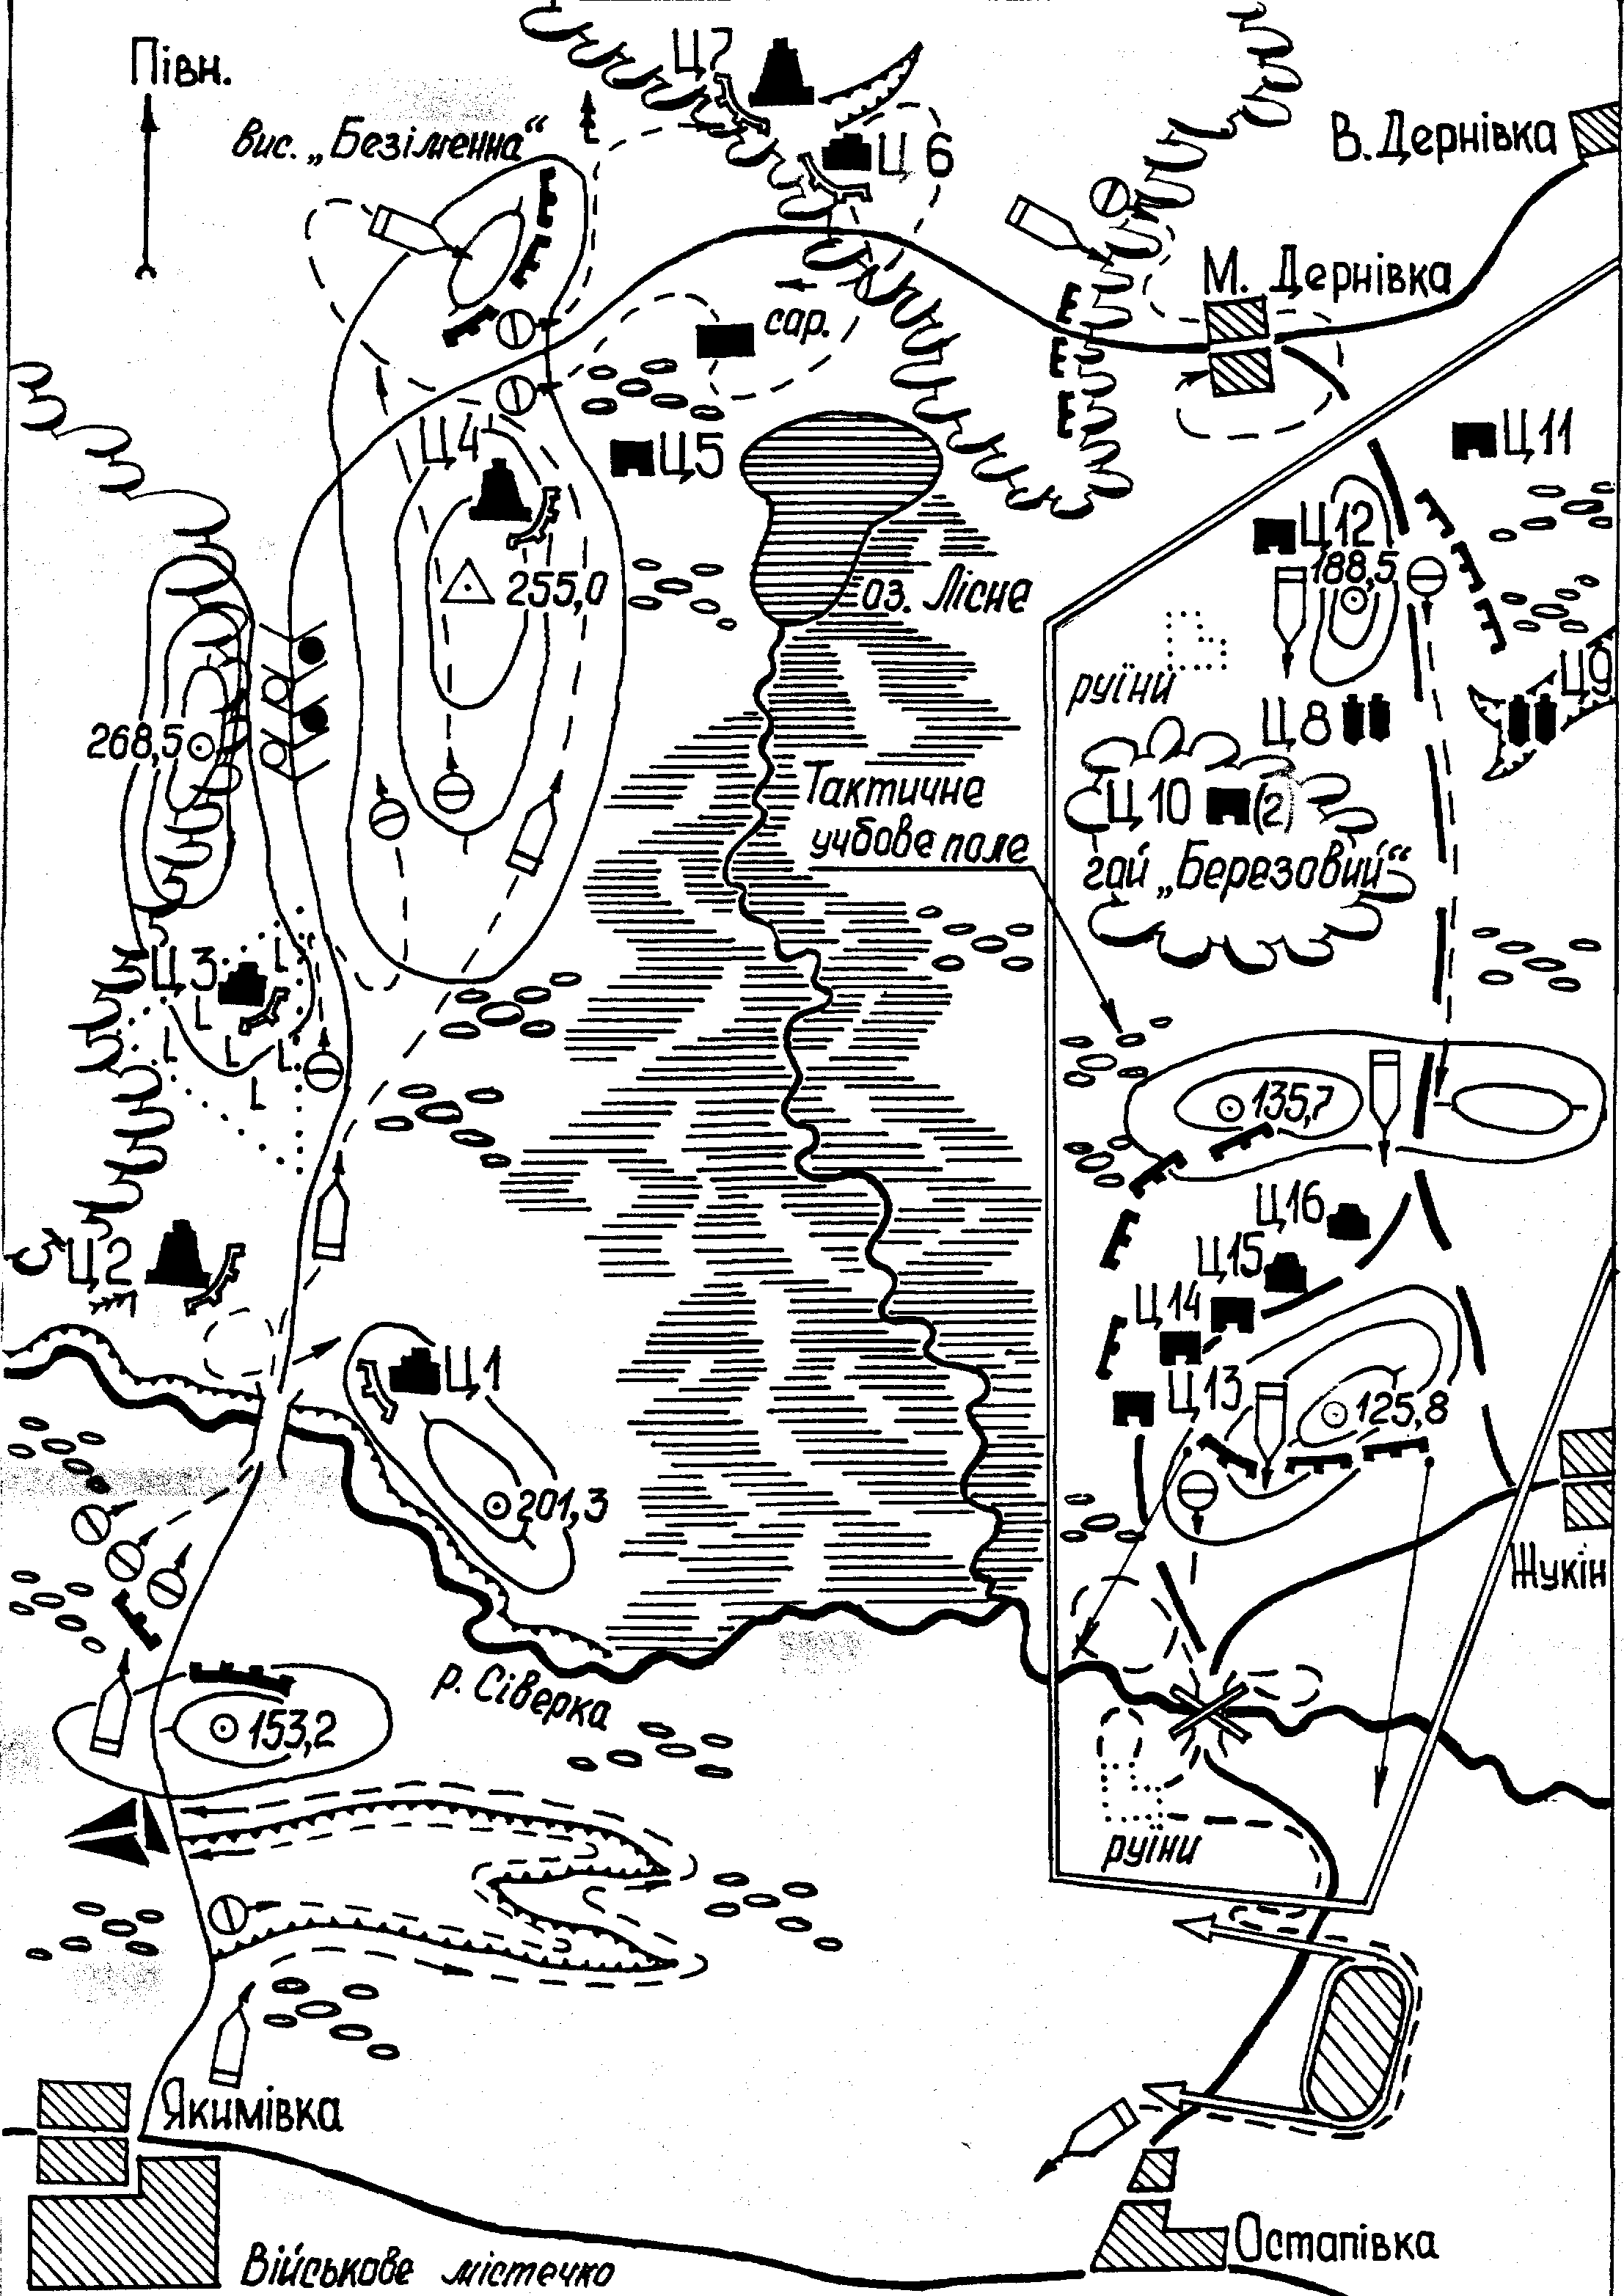 Півн.
вис. „Безіменна“
Ц7
Ц6
В. Дернівка
М. Дернівка
сар.
Ц4
Ц5
Ц11
Ц12
188,5
255,0
оз. Лісне
руїни
Ц9
Ц8
268,5
Тактичне
учбове поле
Ц10
(г)
гай „Березовий“
Ц3
135,7
Ц16
Ц15
Ц2
Ц14
Ц1
Ц13
125,8
201,3
Жукін
р. Сіверка
153,2
руїни
Якимівка
Остапівка
Військове містечко